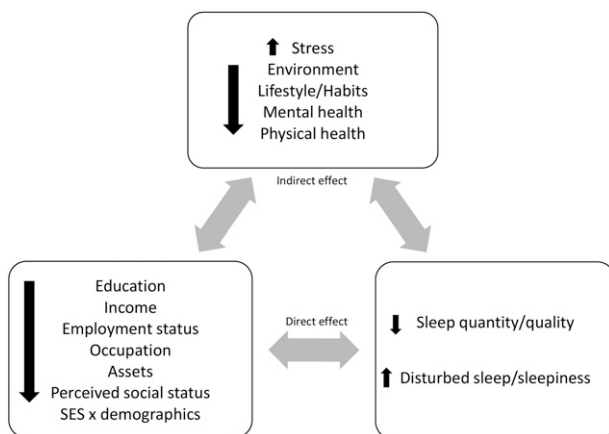 Stress
Environment
Lifestyle/Habits
Mental health
Physical health
Indirect effect
Education
Income
Employment status
Occupation
Assets
Perceived social status
SES x demographics
Direct effect
Sleep quantity/quality
Disturbed sleep/sleepiness